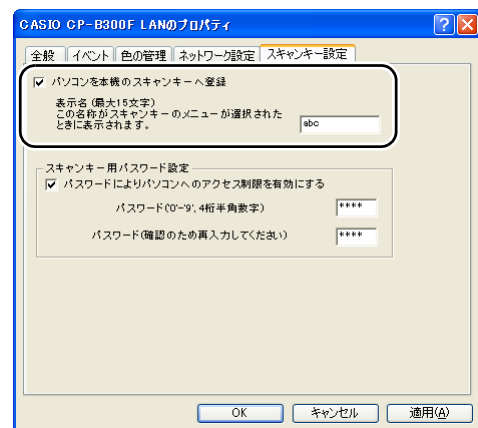 CASIO CP-B300F LANのプロパティ
全般 イベント 色の管理 ネットワーク設定 スキャンキー設定
パソコンを本機のスキャンキーへ登録
表示名(最大15文字)
この名称がスキャンキーのメニューが選択された
ときに表示されます。
abc
スキャンキー用パスワード設定
パスワードによりパソコンへのアクセス制限を有効にする
パスワード('0'-'9', 4桁半角数字) ****
パスワード(確認のため再入力してください) ****
OK キャンセル 適用(A)